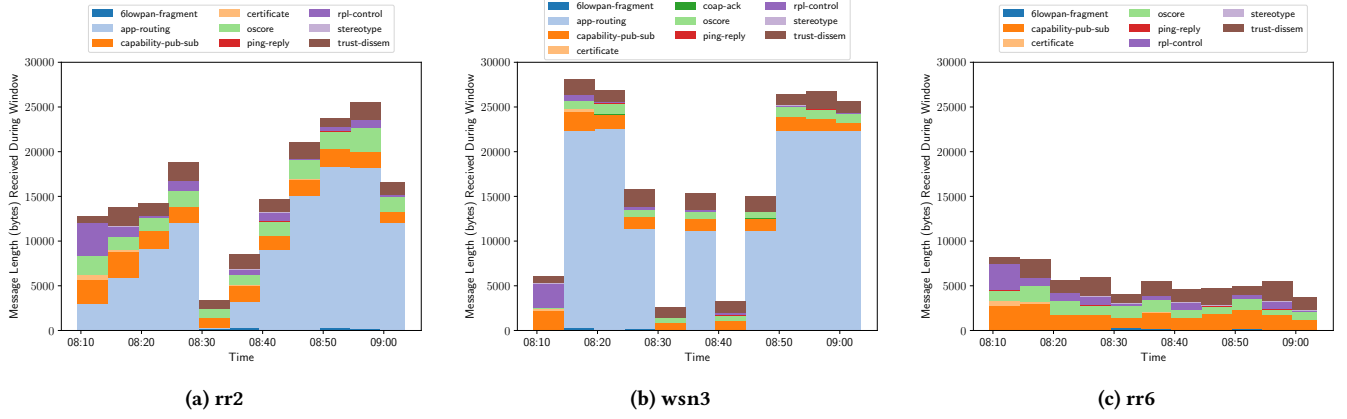 6lowpan-fragment
app-routing
capability-pub-sub
certificate
oscore
ping-reply
rpl-control
stereotype
trust-dissem
Message Length (bytes) Received During Window
30000
25000
20000
15000
10000
5000
0
08:10
08:20
08:30
08:40
08:50
09:00
Time
(a) rr2
6lowpan-fragment
app-routing
capability-pub-sub
certificate
coap-ack
oscore
ping-reply
rpl-control
stereotype
trust-dissem
Message Length (bytes) Received During Window
30000
25000
20000
15000
10000
5000
0
08:10
08:20
08:30
08:40
08:50
09:00
Time
(b) wsn3
6lowpan-fragment
capability-pub-sub
certificate
oscore
ping-reply
rpl-control
stereotype
trust-dissem
Message Length (bytes) Received During Window
30000
25000
20000
15000
10000
5000
0
08:10
08:20
08:30
08:40
08:50
09:00
Time
(c) rr6